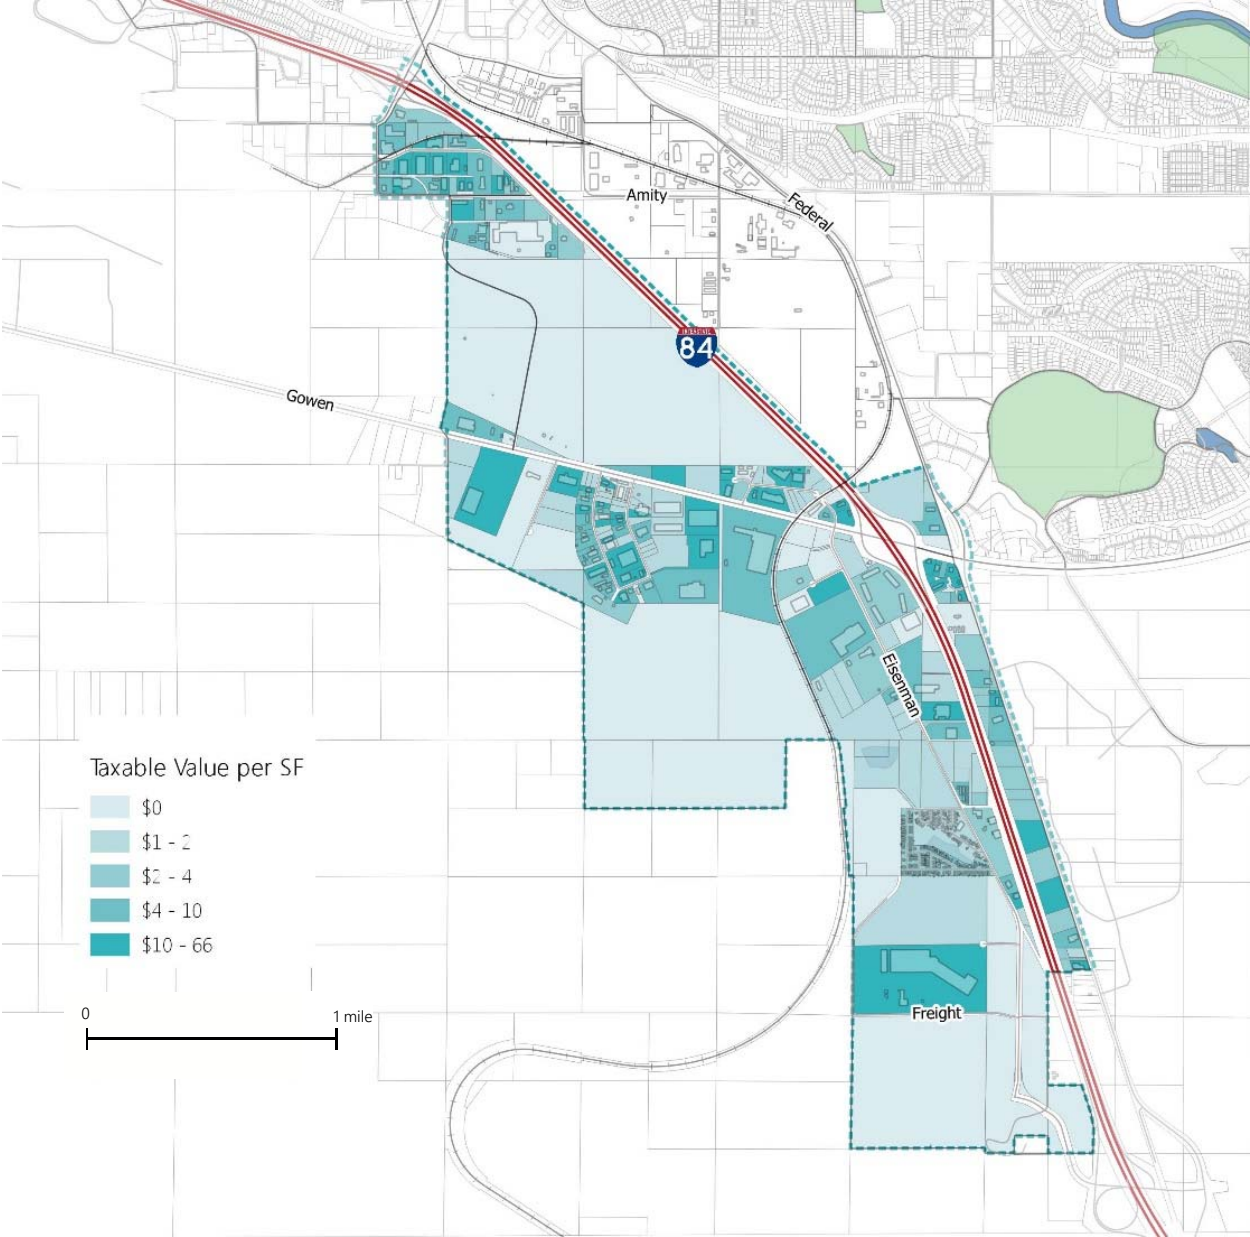 Amity
Federal
84
Gowen
Eisenman
Taxable Value per SF
$0
$1 - 2
$2 - 4
$4 - 10
$10 - 66
0
1 mile
Freight